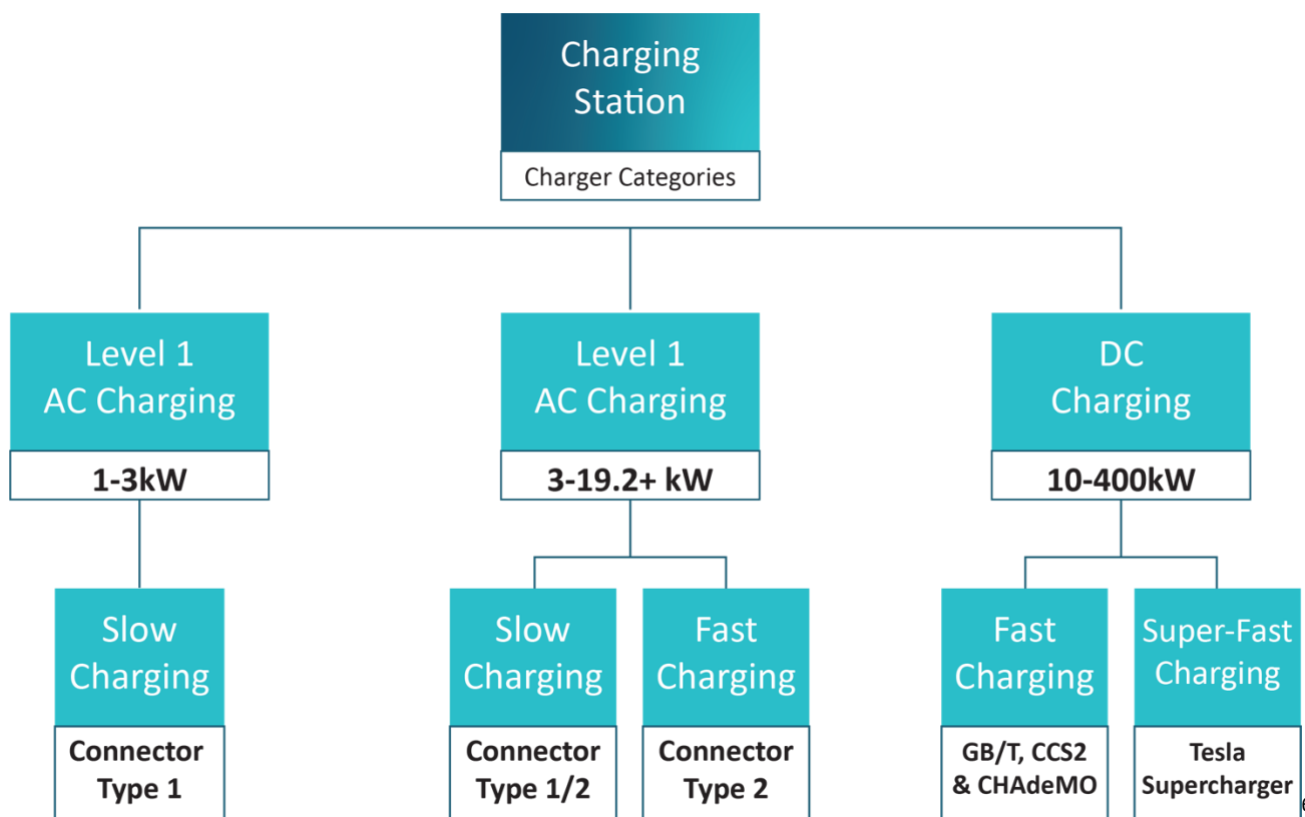 Charging
Station
Charger Categories
Level 1
AC Charging
1-3kW
Level 1
AC Charging
3-19.2+ kW
DC
Charging
10-400kW
Slow
Charging
Connector
Type 1
Slow
Charging
Connector
Type 1/2
Fast
Charging
Connector
Type 2
Fast
Charging
GB/T, CCS2
& CHAdeMO
Super-Fast
Charging
Tesla
Supercharger